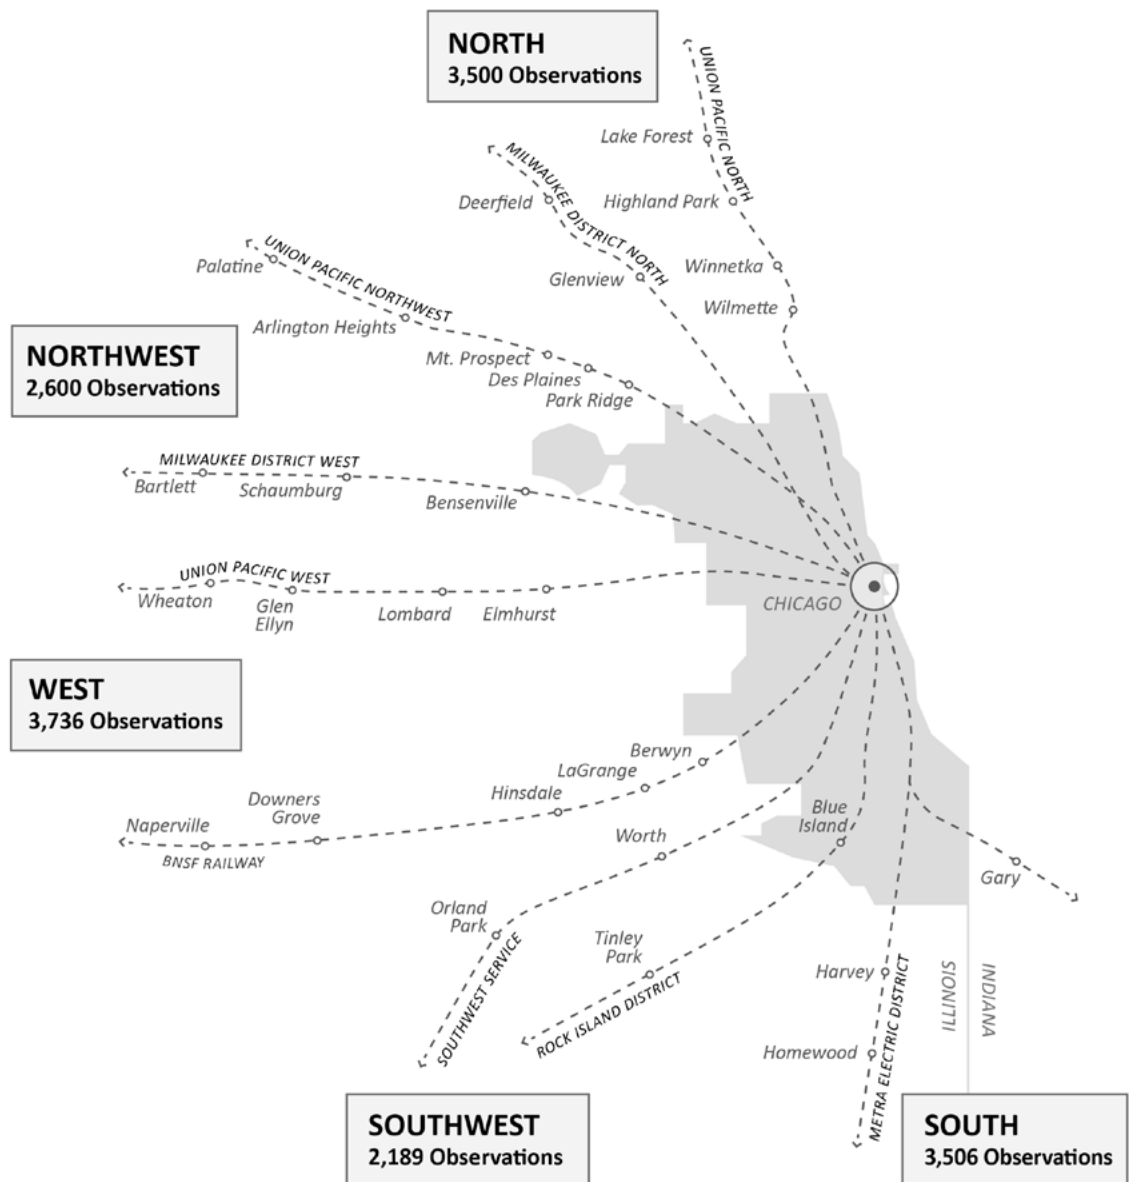 NORTH
3,500 Observations
UNION PACIFIC NORTH
Lake Forest
MILWAUKEE DISTRICT NORTH
Deerfield
Highland Park
UNION PACIFIC NORTHWEST
Palatine
Glenview
Winnetka
Wilmette
Arlington Heights
NORTHWEST
2,600 Observations
Mt. Prospect
Des Plaines
Park Ridge
MILWAUKEE DISTRICT WEST
Bartlett
Schaumburg
Bensenville
UNION PACIFIC WEST
Wheaton
Glen
Ellyn
Lombard
Elmhurst
CHICAGO
WEST
3,736 Observations
Berwyn
LaGrange
Hinsdale
Downers
Grove
Naperville
BNSF RAILWAY
Worth
Blue
Island
Gary
Orland
Park
SOUTHWEST SERVICE
Tinley
Park
ROCK ISLAND DISTRICT
Harvey
Homewood
METRA ELECTRIC DISTRICT
ILLINOIS
INDIANA
SOUTHWEST
2,189 Observations
SOUTH
3,506 Observations